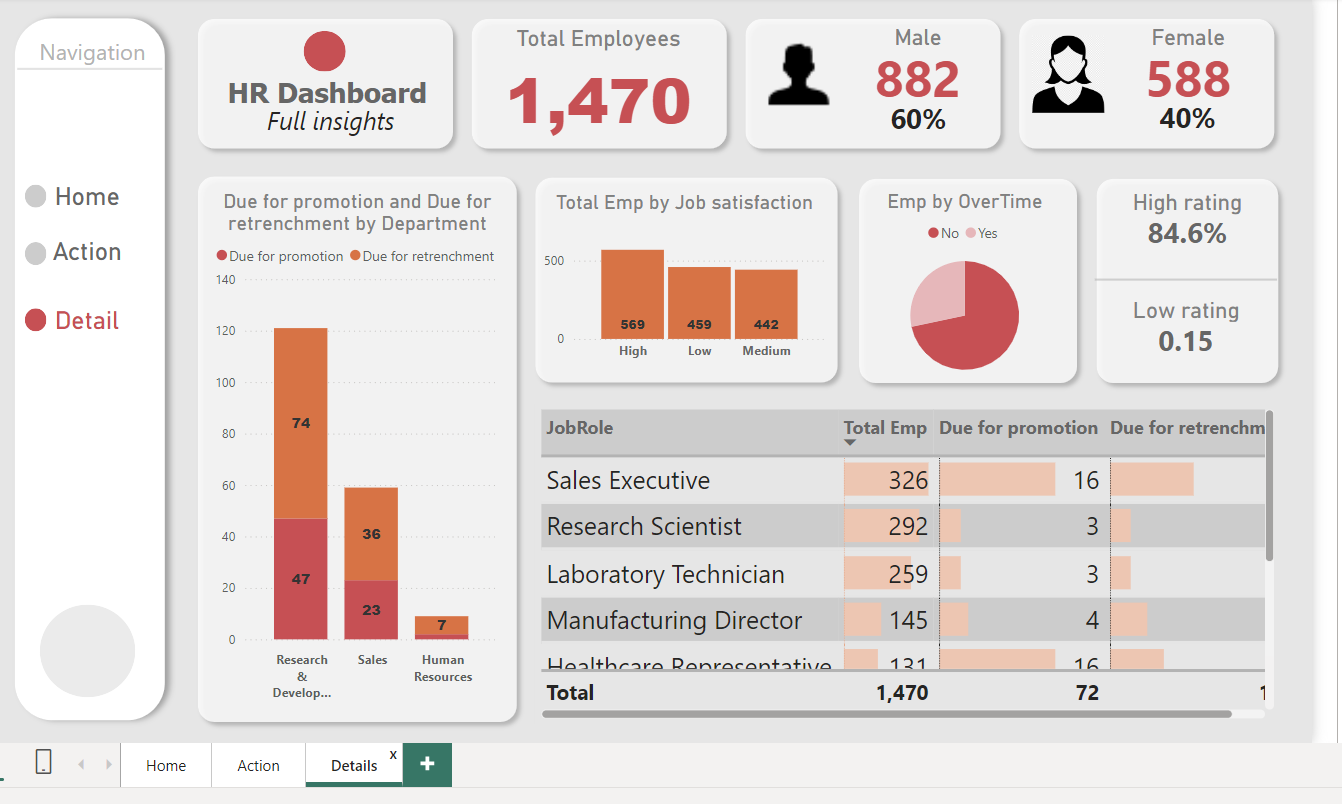 Navigation
Home
Action
Detail
HR Dashboard
Full insights
Total Employees
1,470
Male
882
60%
Female
588
40%
Due for promotion and Due for
retrenchment by Department
Due for promotion Due for retrenchment
140
120
100
80
60
40
20
0
74
47
36
23
7
Research
&
Develop...
Sales
Human
Resources
Total Emp by Job satisfaction
500
0
569 459 442
High Low Medium
Emp by OverTime
No Yes
High rating
84.6%
Low rating
0.15
JobRole Total Emp Due for promotion Due for retrenchm
Sales Executive 326 16
Research Scientist 292 3
Laboratory Technician 259 3
Manufacturing Director 145 4
Healthcare Representative 131 16
Total 1,470 72 1
Home Action Details x +